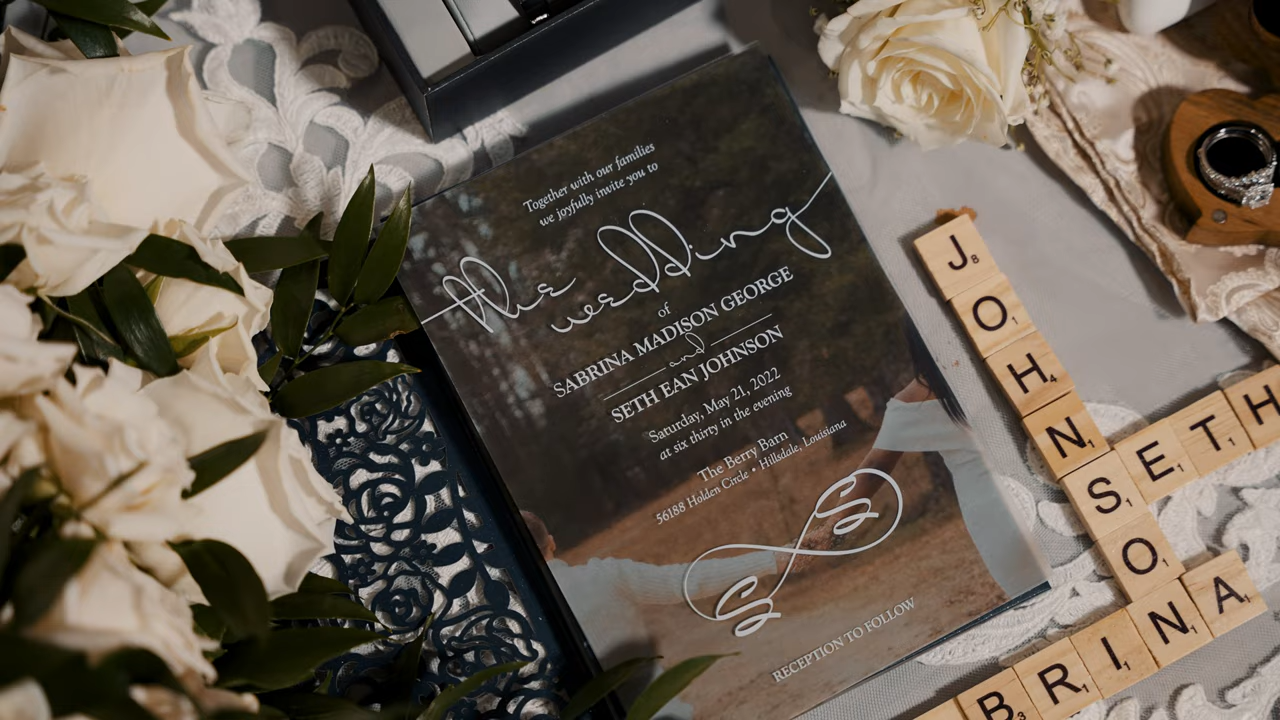 Together with our families
we joyfully invite you to
the wedding
of
SABRINA MADISON GEORGE
and
SETH EAN JOHNSON
Saturday, May 21, 2022
at six thirty in the evening
The Berry Barn
56188 Holden Circle • Hillsdale, Louisiana
S S
RECEPTION TO FOLLOW
JOHNSON
SETH
BRINA